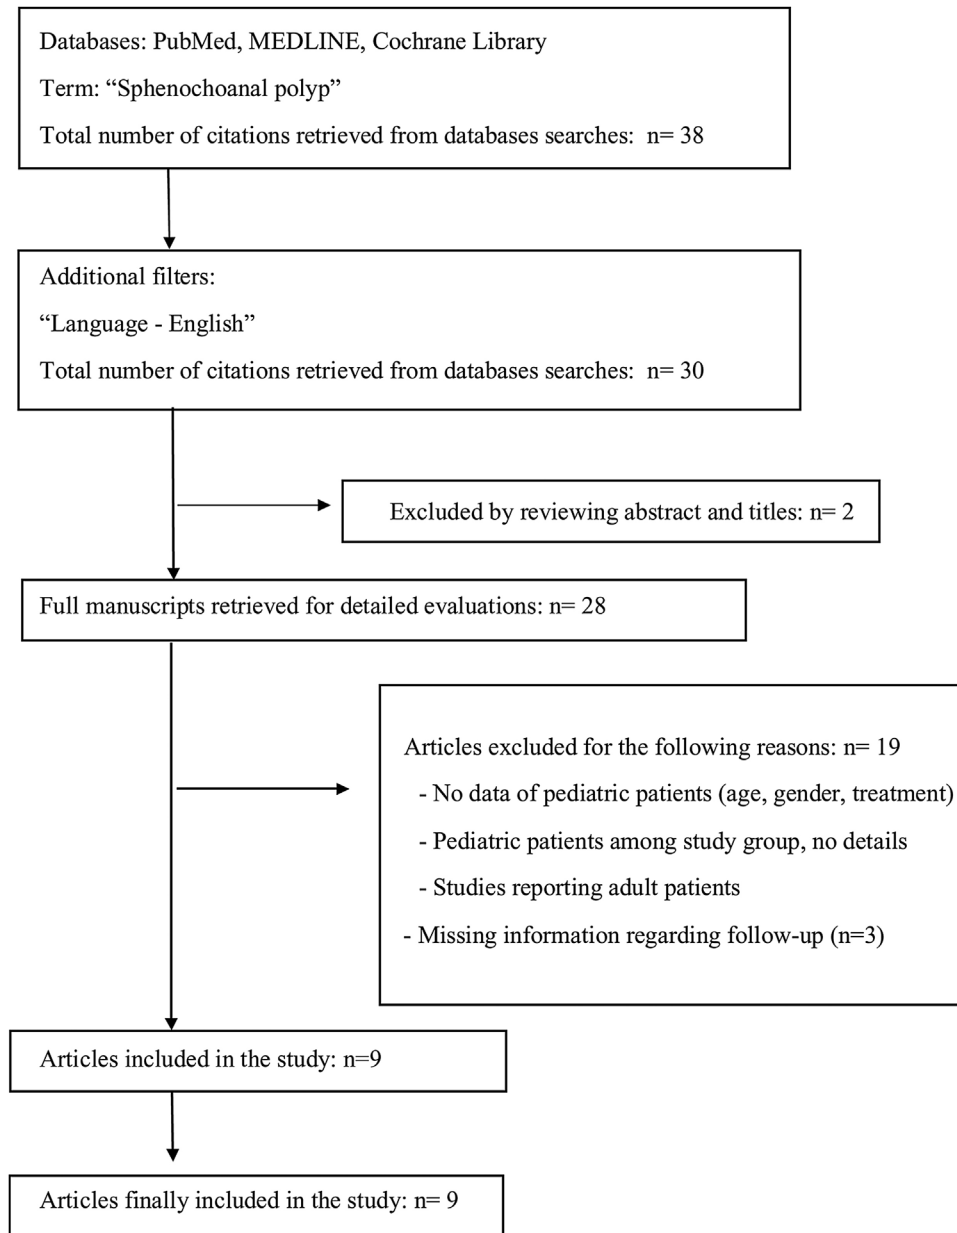 Databases: PubMed, MEDLINE, Cochrane Library
Term: “Sphenochoanal polyp”
Total number of citations retrieved from databases searches:  n= 38
Additional filters:
“Language - English”
Total number of citations retrieved from databases searches:  n= 30
Excluded by reviewing abstract and titles: n= 2
Full manuscripts retrieved for detailed evaluations: n= 28
Articles excluded for the following reasons: n= 19
- No data of pediatric patients (age, gender, treatment)
- Pediatric patients among study group, no details
- Studies reporting adult patients
- Missing information regarding follow-up (n=3)
Articles included in the study: n=9
Articles finally included in the study: n= 9